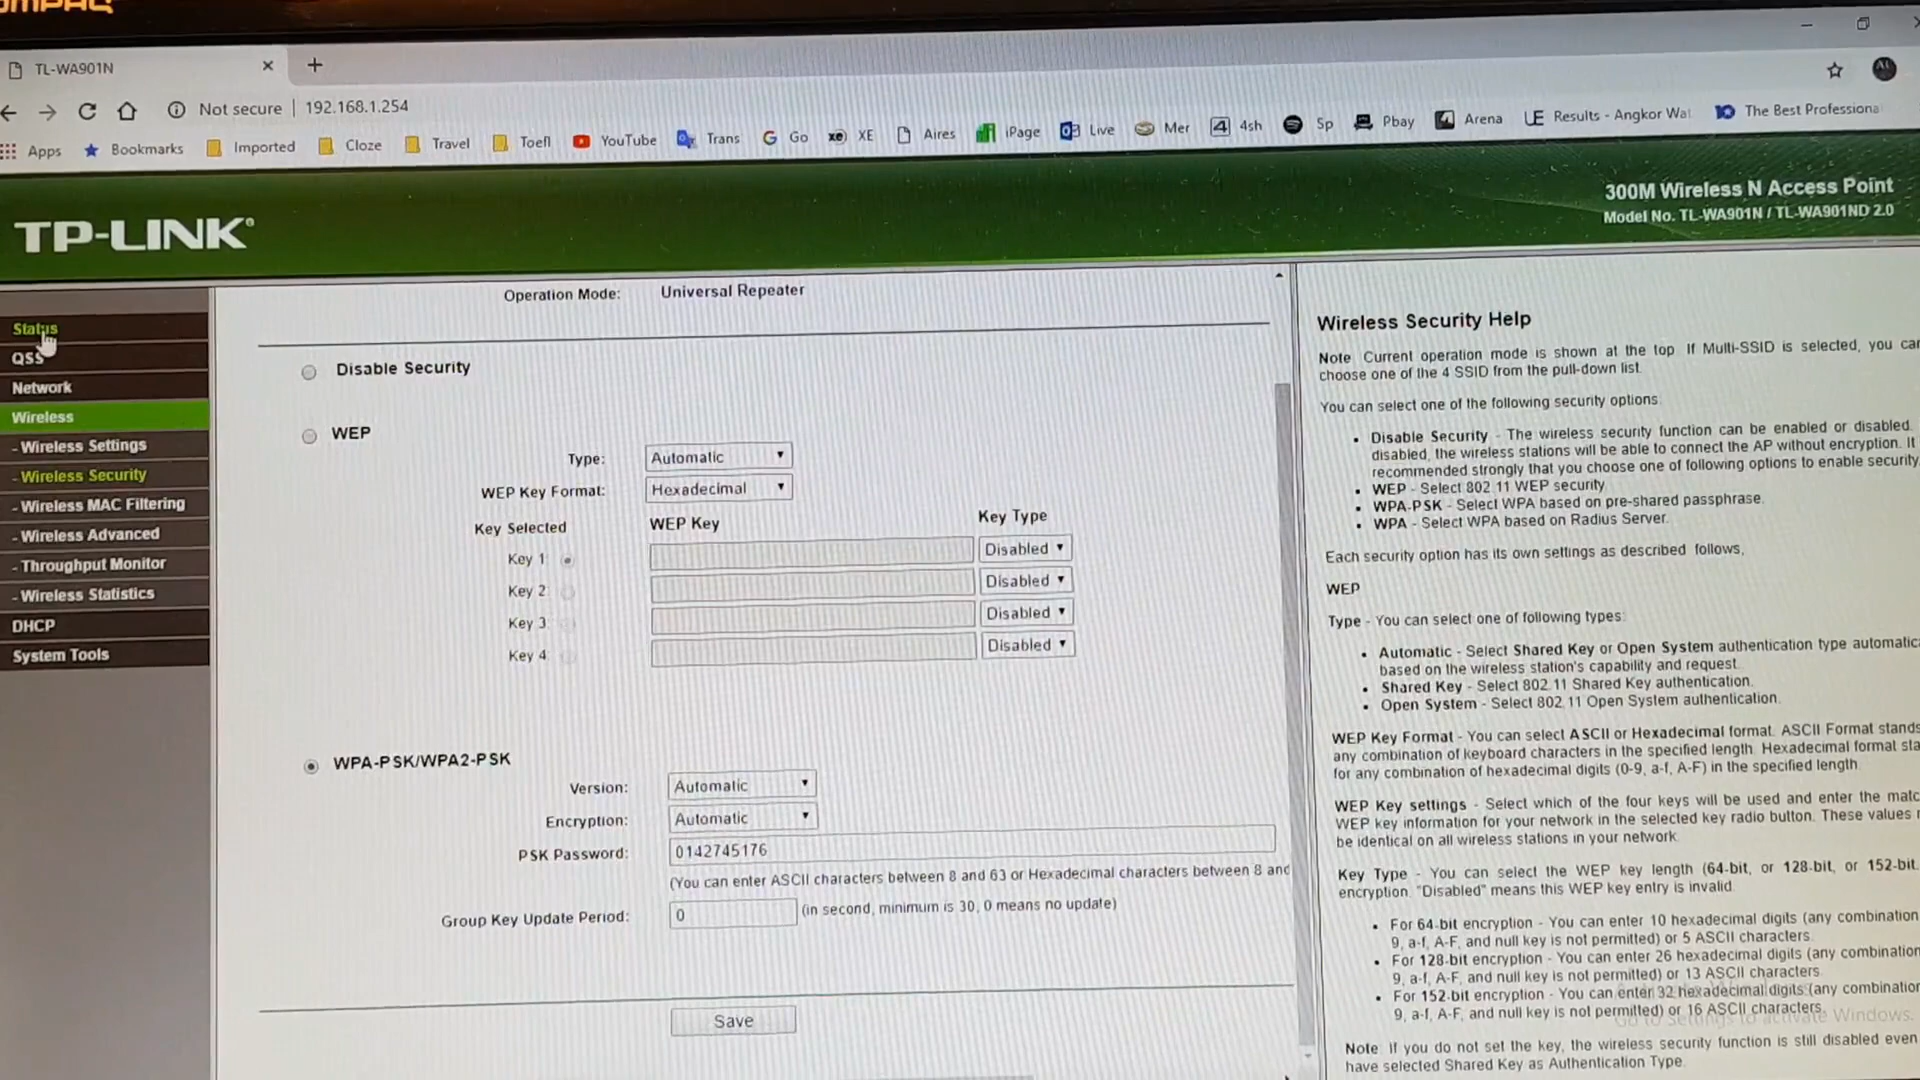 TL-WA901N
Not secure | 192.168.1.254
Apps Bookmarks Imported Cloze Travel Toefl YouTube Trans Go XE Aires iPage Live Mer 4sh Sp Pbay Arena Results - Angkor Wat The Best Professiona
TP-LINK
300M Wireless N Access Point
Model No. TL-WA901N / TL-WA901ND 2.0
Status
QSS
Network
Wireless
- Wireless Settings
- Wireless Security
- Wireless MAC Filtering
- Wireless Advanced
- Throughput Monitor
- Wireless Statistics
DHCP
System Tools
Operation Mode: Universal Repeater
Disable Security
WEP
Type: Automatic
WEP Key Format: Hexadecimal
Key Selected WEP Key Key Type
Key 1 Disabled
Key 2 Disabled
Key 3 Disabled
Key 4 Disabled
WPA-PSK/WPA2-PSK
Version: Automatic
Encryption: Automatic
PSK Password: 0142745176
(You can enter ASCII characters between 8 and 63 or Hexadecimal characters between 8 and
Group Key Update Period: 0 (in second, minimum is 30, 0 means no update)
Save
Wireless Security Help
Note Current operation mode is shown at the top. If Multi-SSID is selected, you can
choose one of the 4 SSID from the pull-down list.
You can select one of the following security options:
Disable Security - The wireless security function can be enabled or disabled.
disabled, the wireless stations will be able to connect the AP without encryption. It
recommended strongly that you choose one of following options to enable security.
WEP - Select 802.11 WEP security.
WPA-PSK - Select WPA based on pre-shared passphrase.
WPA - Select WPA based on Radius Server.
Each security option has its own settings as described follows,
WEP
Type - You can select one of following types:
Automatic - Select Shared Key or Open System authentication type automatica
based on the wireless station's capability and request.
Shared Key - Select 802.11 Shared Key authentication.
Open System - Select 802.11 Open System authentication.
WEP Key Format - You can select ASCII or Hexadecimal format. ASCII Format stands
any combination of keyboard characters in the specified length. Hexadecimal format sta
for any combination of hexadecimal digits (0-9, a-f, A-F) in the specified length.
WEP Key settings - Select which of the four keys will be used and enter the matc
WEP key information for your network in the selected key radio button. These values
be identical on all wireless stations in your network.
Key Type - You can select the WEP key length (64-bit, or 128-bit, or 152-bit.
encryption. "Disabled" means this WEP key entry is invalid.
For 64-bit encryption - You can enter 10 hexadecimal digits (any combination
9, a-f, A-F, and null key is not permitted) or 5 ASCII characters.
For 128-bit encryption - You can enter 26 hexadecimal digits (any combination
9, a-f, A-F, and null key is not permitted) or 13 ASCII characters.
For 152-bit encryption - You can enter 32 hexadecimal digits (any combination
9, a-f, A-F, and null key is not permitted) or 16 ASCII characters.
Go to Settings to activate Windows.
Note If you do not set the key, the wireless security function is still disabled even
have selected Shared Key as Authentication Type.